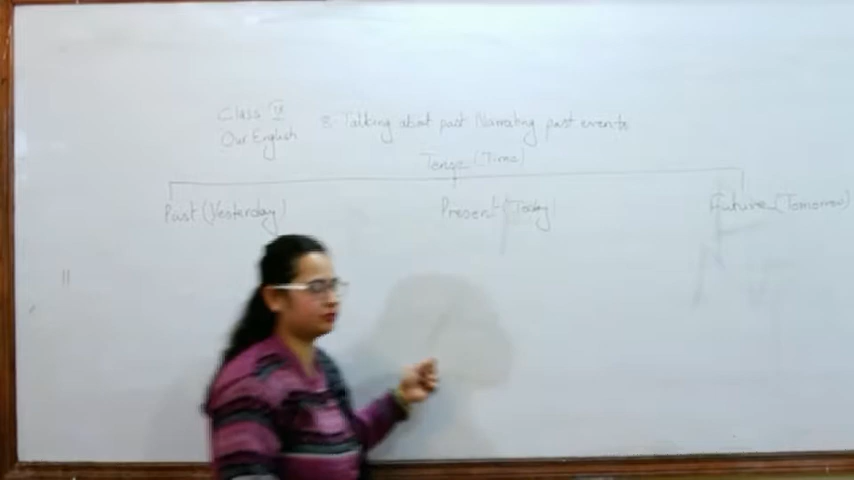 Class IX
Our English
8. Talking about past Narrating past events
Tense (Time)
Past (Yesterday)
Present (Today)
Future (Tomorrow)